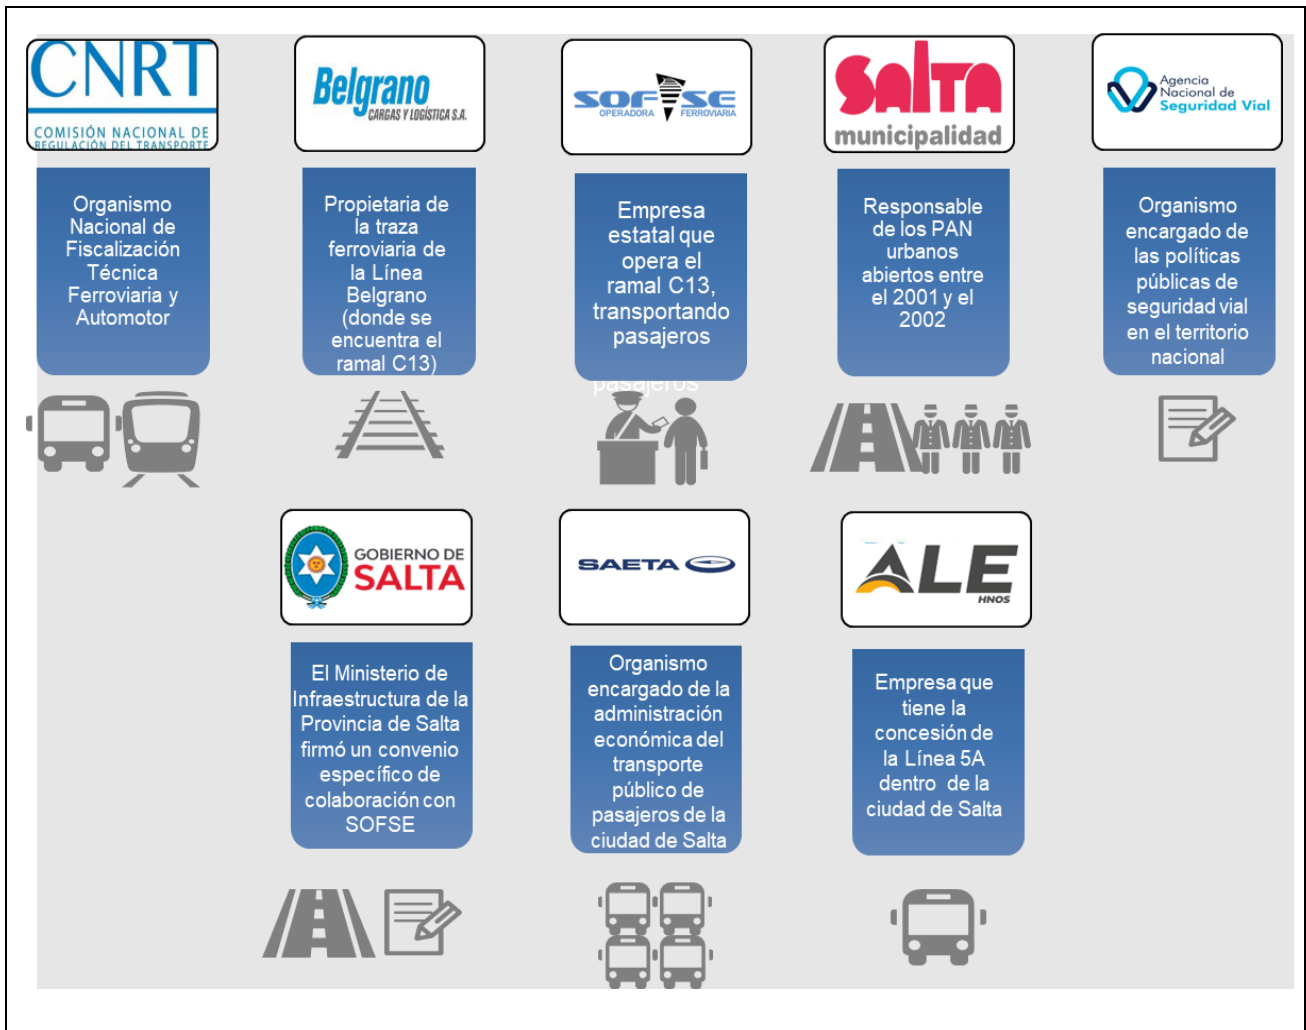 CNRT
COMISIÓN NACIONAL DE
REGULACIÓN DEL TRANSPORTE
Organismo
Nacional de
Fiscalización
Técnica
Ferroviaria y
Automotor
Belgrano
CARGAS Y LOGÍSTICA S.A.
Propietaria de
la traza
ferroviaria de
la Línea
Belgrano
(donde se
encuentra el
ramal C13)
SOFSE
OPERADORA FERROVIARIA
Empresa
estatal que
opera el
ramal C13,
transportando
pasajeros
pasajeros
SALTA
municipalidad
Responsable
de los PAN
urbanos
abiertos entre
el 2001 y el
2002
Agencia
Nacional de
Seguridad Vial
Organismo
encargado de
las políticas
públicas de
seguridad vial
en el territorio
nacional
GOBIERNO DE
SALTA
El Ministerio de
Infraestructura de la
Provincia de Salta
firmó un convenio
específico de
colaboración con
SOFSE
SAETA
Organismo
encargado de la
administración
económica del
transporte
público de
pasajeros de la
ciudad de Salta
ALE
HNOS
Empresa que
tiene la
concesión de
la Línea 5A
dentro de la
ciudad de Salta